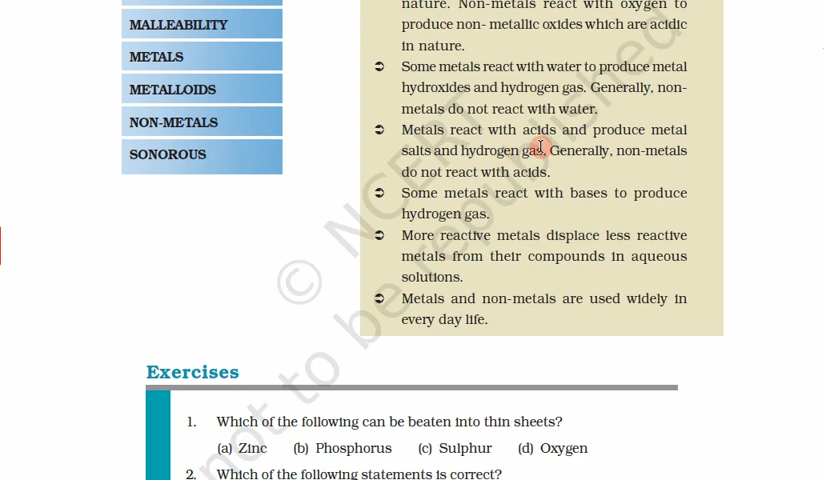 MALLEABILITY
METALS
METALLOIDS
NON-METALS
SONOROUS
nature. Non-metals react with oxygen to
produce non- metallic oxides which are acidic
in nature.
➲ Some metals react with water to produce metal
hydroxides and hydrogen gas. Generally, non-
metals do not react with water.
➲ Metals react with acids and produce metal
salts and hydrogen gas. Generally, non-metals
do not react with acids.
➲ Some metals react with bases to produce
hydrogen gas.
➲ More reactive metals displace less reactive
metals from their compounds in aqueous
solutions.
➲ Metals and non-metals are used widely in
every day life.
© NCERT
not to be republished
Exercises
1. Which of the following can be beaten into thin sheets?
(a) Zinc (b) Phosphorus (c) Sulphur (d) Oxygen
2. Which of the following statements is correct?